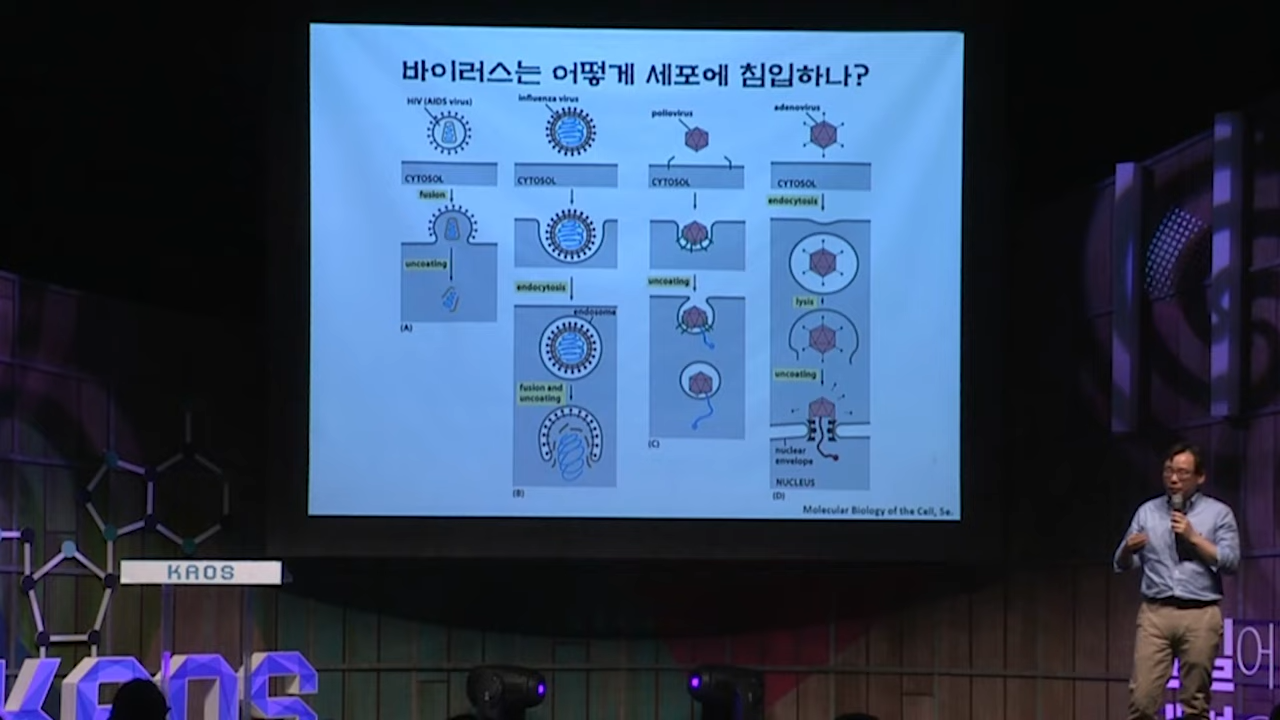 바이러스는 어떻게 세포에 침입하나?
HIV (AIDS virus)
CYTOSOL
fusion
uncoating
(A)
influenza virus
CYTOSOL
endocytosis
endosome
fusion and
uncoating
(B)
poliovirus
CYTOSOL
uncoating
(C)
adenovirus
CYTOSOL
endocytosis
lysis
uncoating
nuclear
envelope
NUCLEUS
(D)
Molecular Biology of the Cell, 5e.
KAOS
KAOS